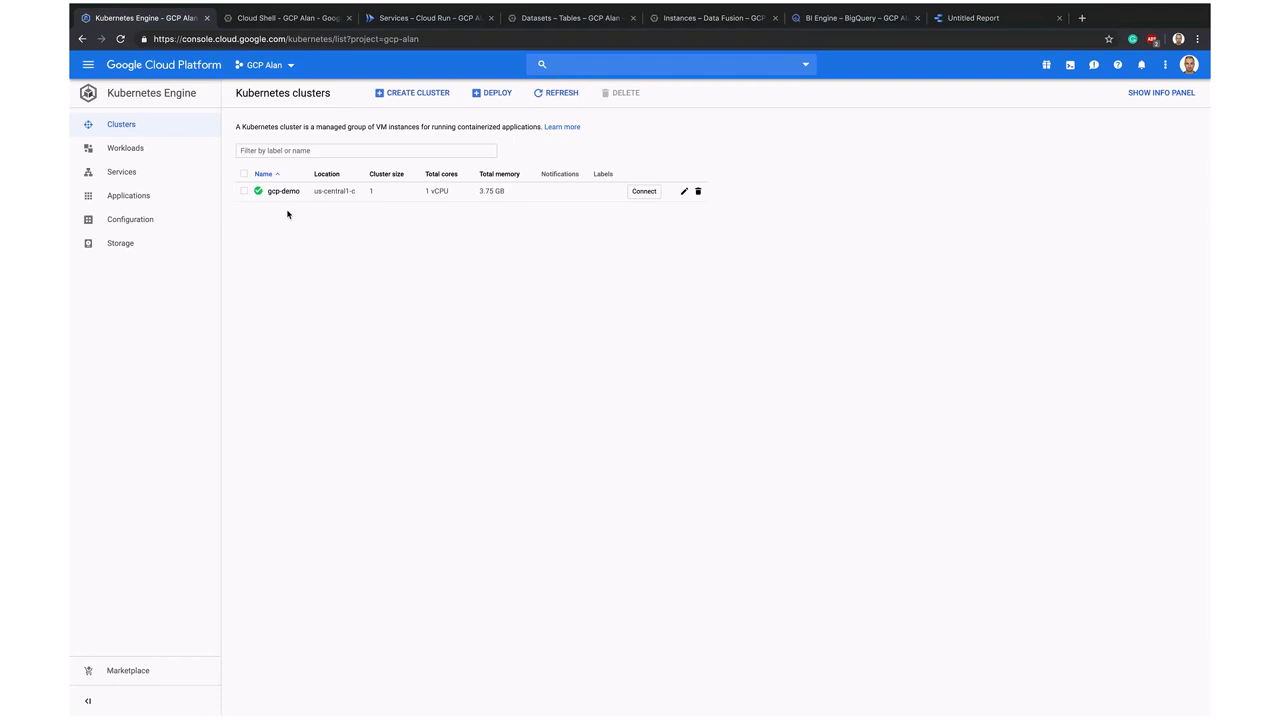 Kubernetes Engine - GCP Alan
Cloud Shell - GCP Alan - Goog
Services – Cloud Run – GCP A
Datasets – Tables – GCP Alan –
Instances – Data Fusion – GCP
BI Engine – BigQuery – GCP Al
Untitled Report
https://console.cloud.google.com/kubernetes/list?project=gcp-alan
Google Cloud Platform
GCP Alan
Kubernetes Engine
Kubernetes clusters
CREATE CLUSTER
DEPLOY
REFRESH
DELETE
SHOW INFO PANEL
Clusters
Workloads
Services
Applications
Configuration
Storage
A Kubernetes cluster is a managed group of VM instances for running containerized applications. Learn more
Filter by label or name
Name Location Cluster size Total cores Total memory Notifications Labels
gcp-demo us-central1-c 1 1 vCPU 3.75 GB Connect
Marketplace